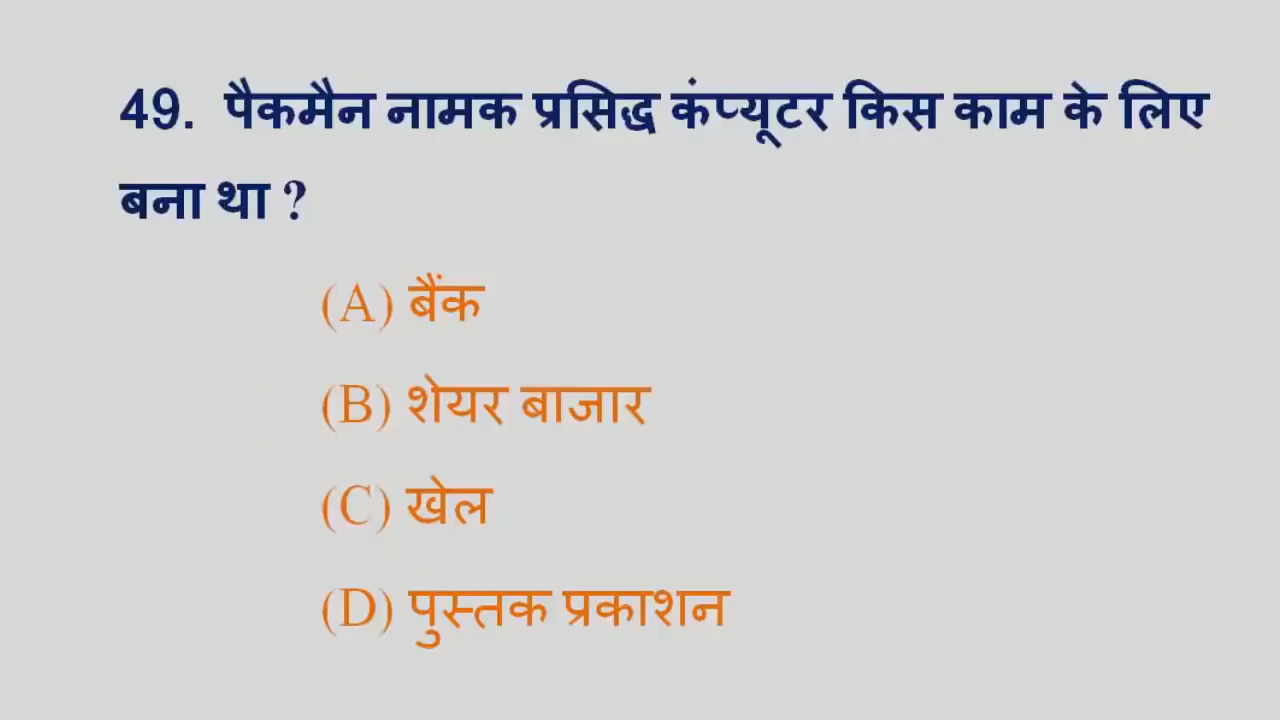 49. पैकमैन नामक प्रसिद्ध कंप्यूटर किस काम के लिए
बना था ?
(A) बैंक
(B) शेयर बाजार
(C) खेल
(D) पुस्तक प्रकाशन